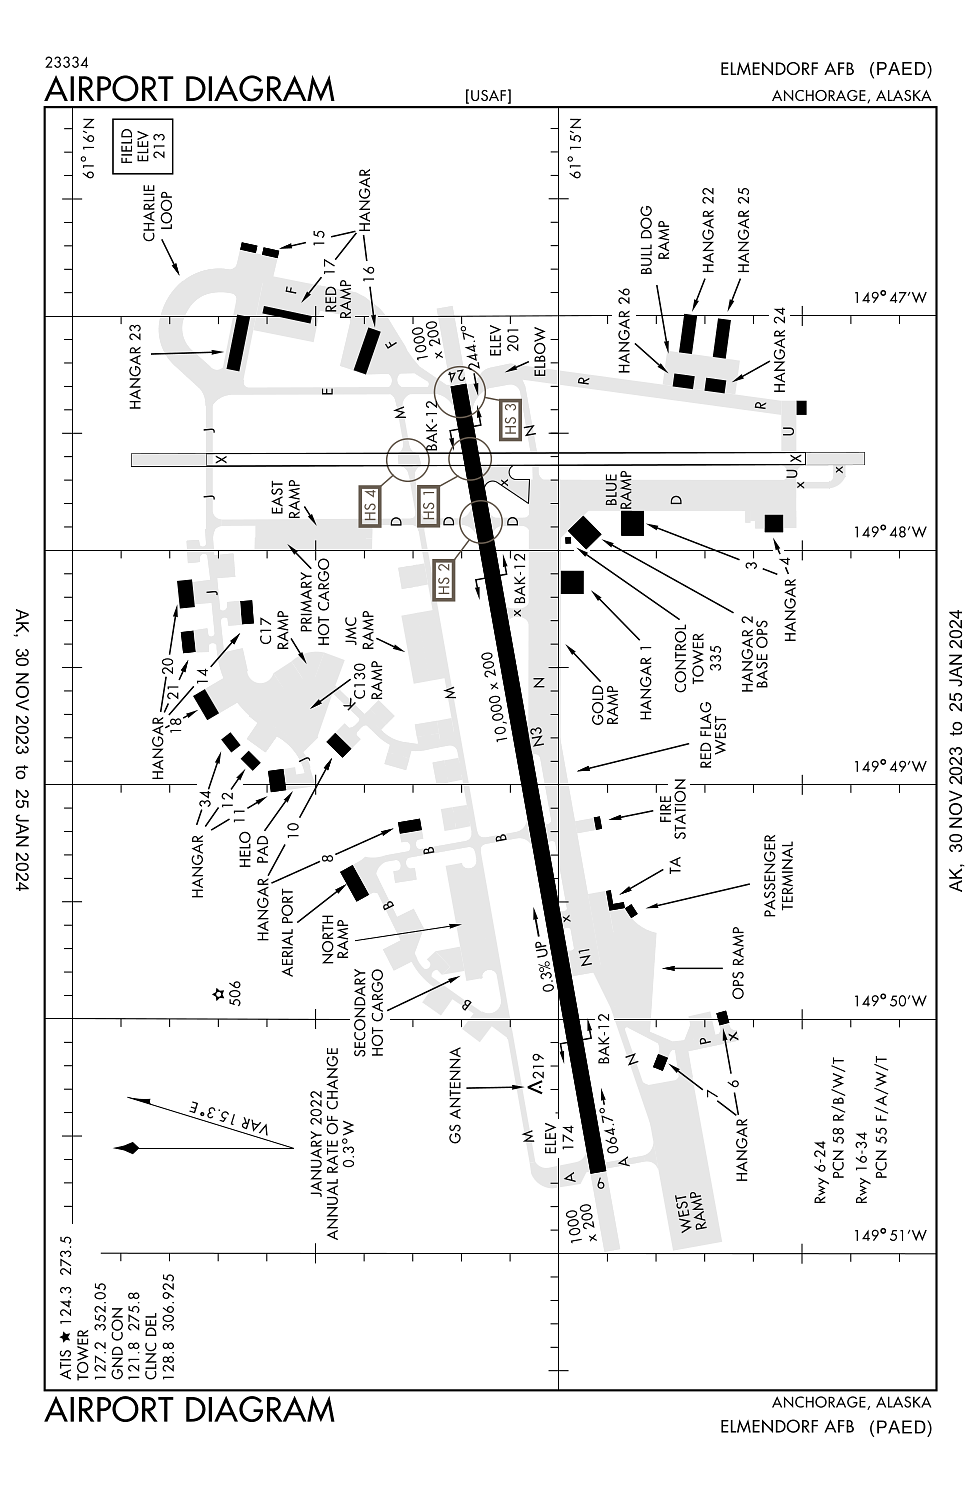 23334
AIRPORT DIAGRAM
[USAF]
ELMENDORF AFB (PAED)
ANCHORAGE, ALASKA
FIELD
ELEV
213
61° 16'N
61° 15'N
CHARLIE
LOOP
HANGAR
15
17
16
F
RED
RAMP
HANGAR 23
F
E
M
J
1000
× 200
244.7°
24
ELEV
201
ELBOW
BAK-12
HS 3
N
BULL DOG
RAMP
HANGAR 22
HANGAR 25
HANGAR 26
HANGAR 24
149° 47'W
R
R
U
X
X
U
X
X
X
J
EAST
RAMP
HS 4
HS 1
D
D
D
HS 2
BLUE
RAMP
D
149° 48'W
PRIMARY
HOT CARGO
J
C17
RAMP
JMC
RAMP
C130
RAMP
K
BAK-12
X
3
4
HANGAR
HANGAR 2
BASE OPS
CONTROL
TOWER
335
HANGAR 1
GOLD
RAMP
20
21
14
18
HANGAR
M
10,000 × 200
N
N3
RED FLAG
WEST
149° 49'W
34
12
11
HANGAR
J
HELO
PAD
10
8
HANGAR
AERIAL PORT
B
B
B
NORTH
RAMP
FIRE
STATION
TA
PASSENGER
TERMINAL
X
0.3% UP
N1
OPS RAMP
506
SECONDARY
HOT CARGO
B
149° 50'W
VAR 15.3° E
JANUARY 2022
ANNUAL RATE OF CHANGE
0.3° W
GS ANTENNA
219
BAK-12
N
P
X
7
6
HANGAR
M
ELEV
174
064.7°
A
A
6
1000
× 200
WEST
RAMP
Rwy 6-24
PCN 58 R/B/W/T
Rwy 16-34
PCN 55 F/A/W/T
149° 51'W
ATIS ★ 124.3 273.5
TOWER
127.2 352.05
GND CON
121.8 275.8
CLNC DEL
128.8 306.925
AK, 30 NOV 2023 to 25 JAN 2024
AK, 30 NOV 2023 to 25 JAN 2024
AIRPORT DIAGRAM
ANCHORAGE, ALASKA
ELMENDORF AFB (PAED)